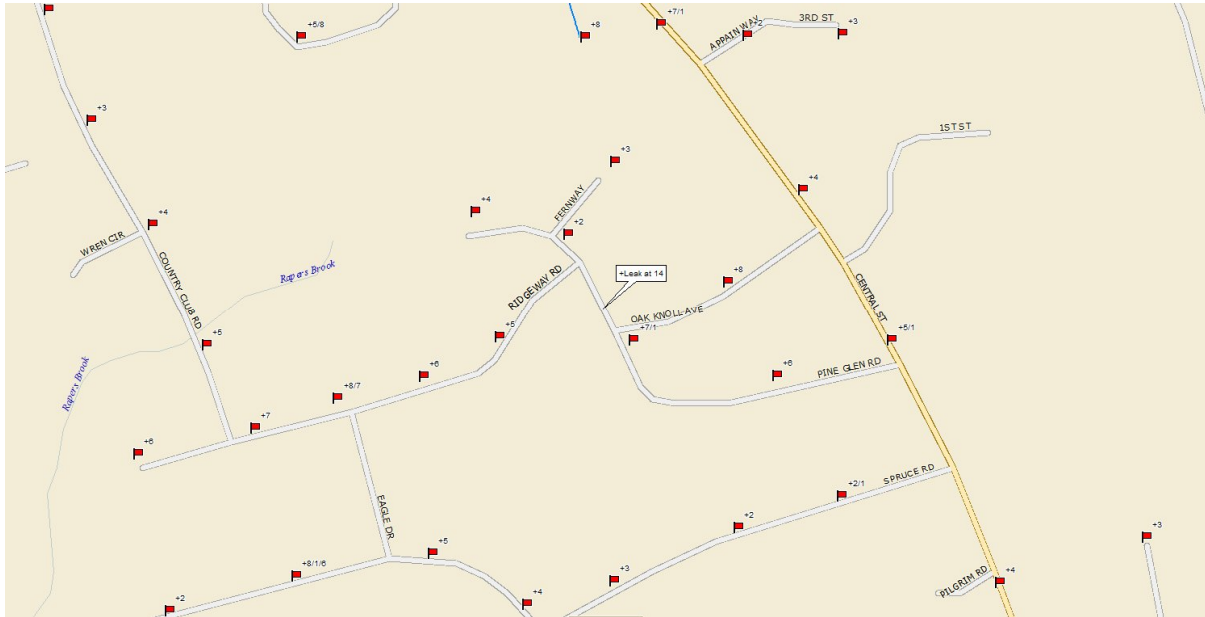 +5/8
+8
+7/1
+2
3RD ST
+3
APPAIN WAY
+3
1ST ST
+3
+4
FERNWAY
+4
+4
+2
WREN CIR
COUNTRY CLUB RD
Rapers Brook
RIDGEWAY RD
+Leak at 14
+8
CENTRAL ST
OAK KNOLL AVE
+5
+5
+7/1
+5/1
Rapers Brook
+6
+6
PINE GLEN RD
+8/7
+7
+6
SPRUCE RD
+2/1
EAGLE DR
+2
+5
+3
+3
+8/1/6
PILGRIM RD
+4
+4
+2